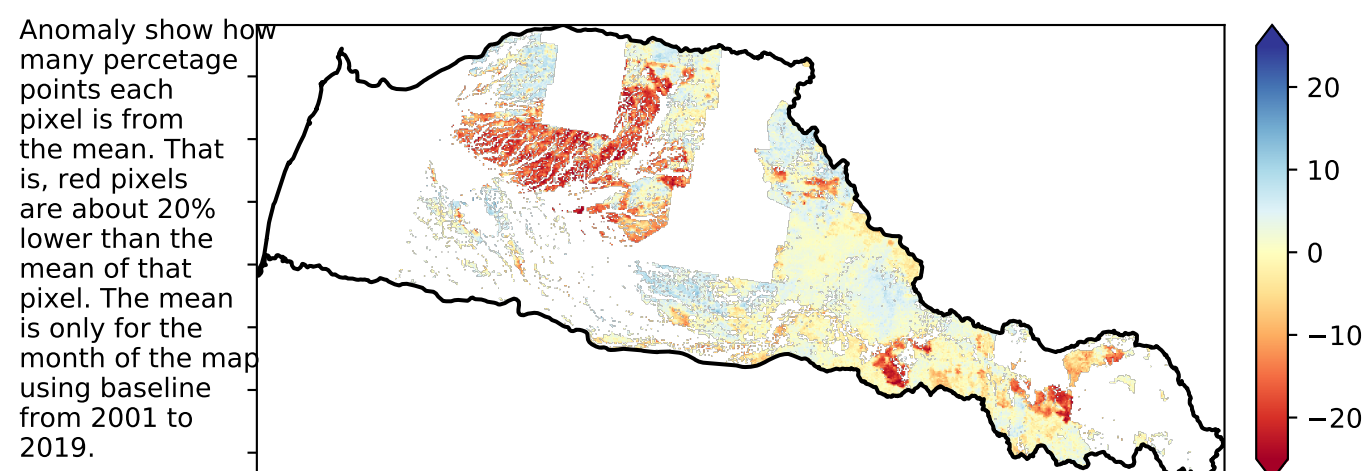 Anomaly show how
many percetage
points each
pixel is from
the mean. That
is, red pixels
are about 20%
lower than the
mean of that
pixel. The mean
is only for the
month of the map
using baseline
from 2001 to
2019.
20
10
0
−10
−20